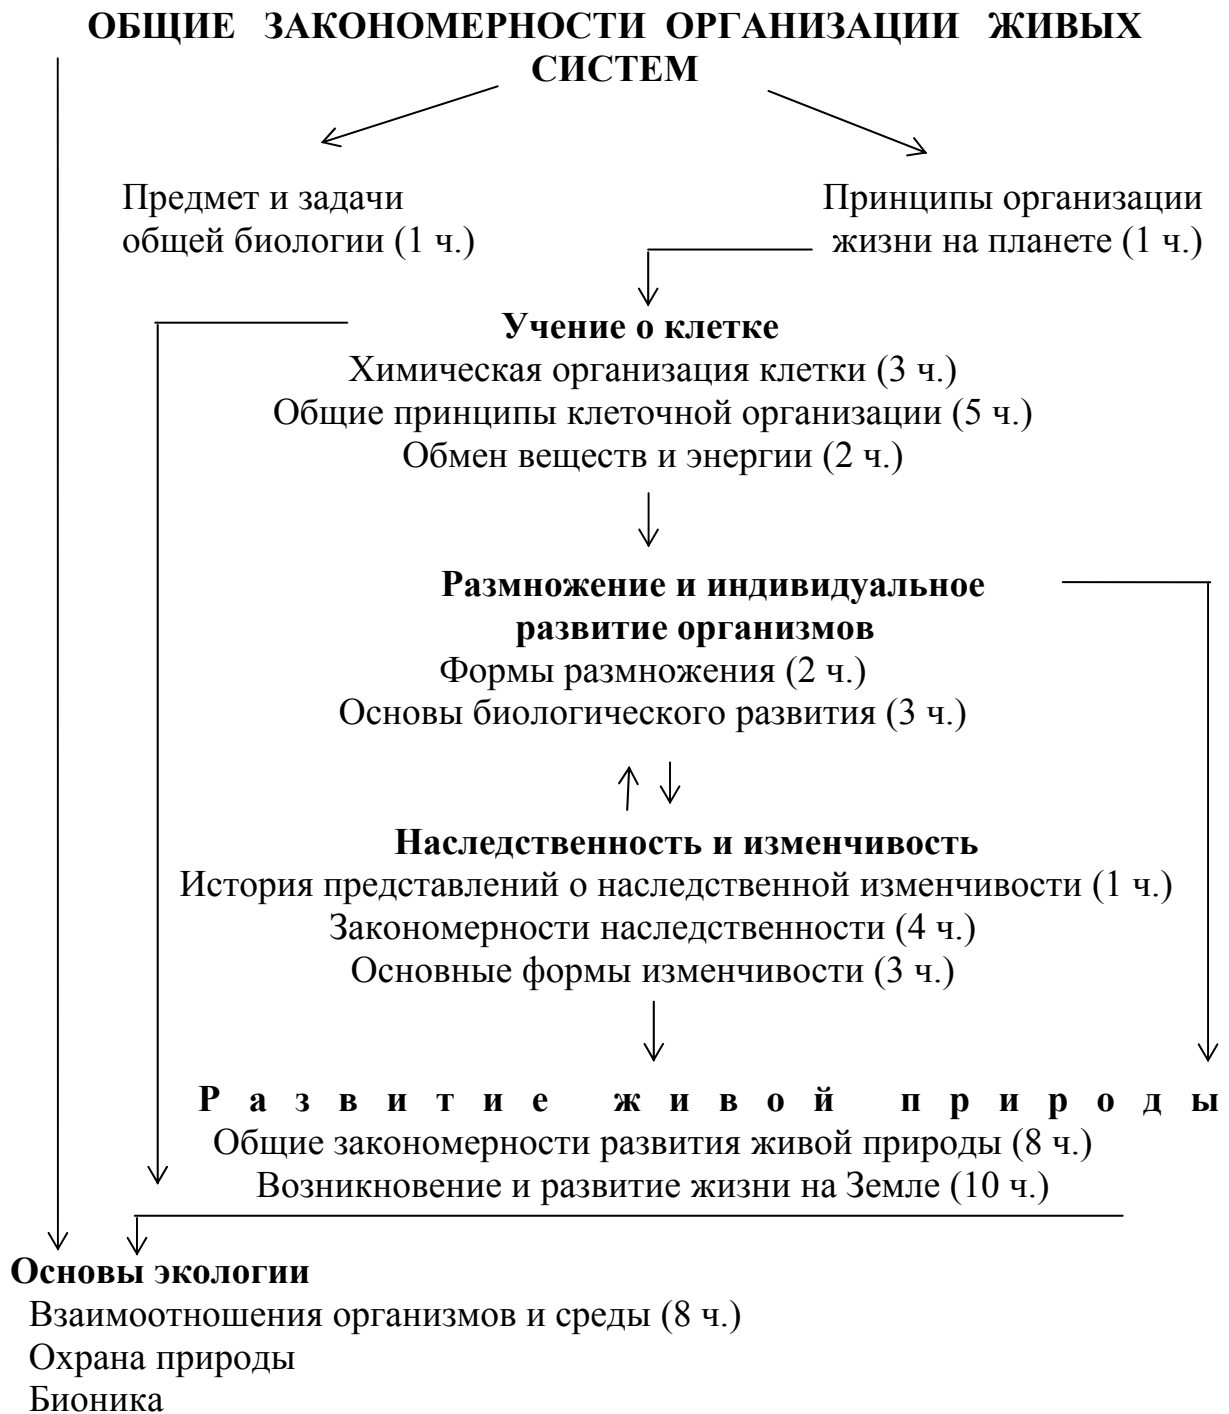 ОБЩИЕ ЗАКОНОМЕРНОСТИ ОРГАНИЗАЦИИ ЖИВЫХ
СИСТЕМ
Предмет и задачи
общей биологии (1 ч.)
Принципы организации
жизни на планете (1 ч.)
Учение о клетке
Химическая организация клетки (3 ч.)
Общие принципы клеточной организации (5 ч.)
Обмен веществ и энергии (2 ч.)
Размножение и индивидуальное
развитие организмов
Формы размножения (2 ч.)
Основы биологического развития (3 ч.)
Наследственность и изменчивость
История представлений о наследственной изменчивости (1 ч.)
Закономерности наследственности (4 ч.)
Основные формы изменчивости (3 ч.)
Развитие живой природы
Общие закономерности развития живой природы (8 ч.)
Возникновение и развитие жизни на Земле (10 ч.)
Основы экологии
Взаимоотношения организмов и среды (8 ч.)
Охрана природы
Бионика